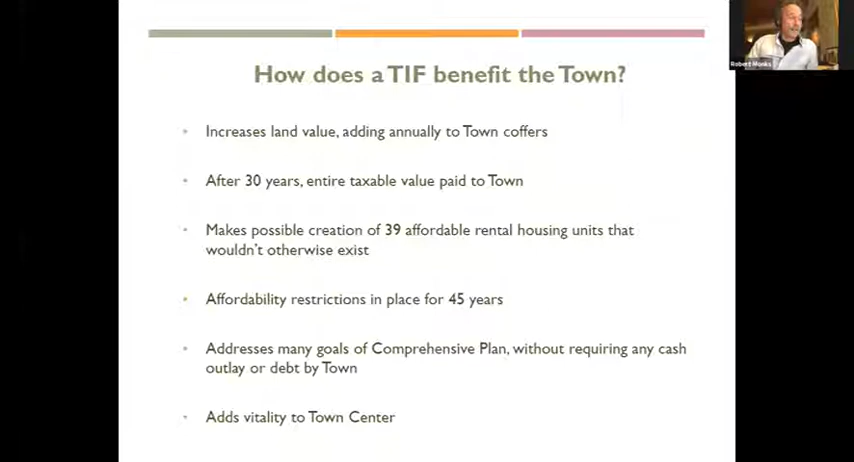 How does a TIF benefit the Town?
Robert Monks
• Increases land value, adding annually to Town coffers
• After 30 years, entire taxable value paid to Town
• Makes possible creation of 39 affordable rental housing units that
wouldn't otherwise exist
• Affordability restrictions in place for 45 years
• Addresses many goals of Comprehensive Plan, without requiring any cash
outlay or debt by Town
• Adds vitality to Town Center